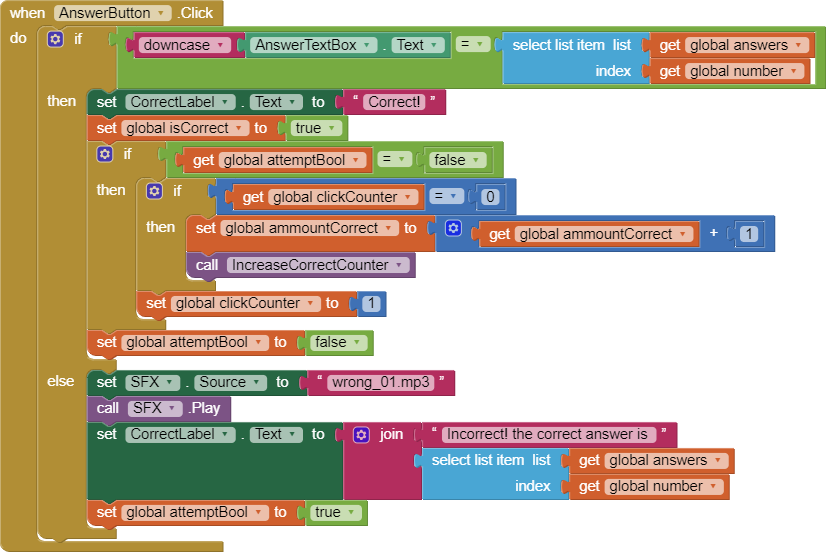 when AnswerButton .Click
do if downcase AnswerTextBox . Text = select list item list get global answers
index get global number
then set CorrectLabel . Text to " Correct! "
set global isCorrect to true
if get global attemptBool = false
then if get global clickCounter = 0
then set global ammountCorrect to get global ammountCorrect + 1
call IncreaseCorrectCounter
set global clickCounter to 1
set global attemptBool to false
else set SFX . Source to " wrong_01.mp3 "
call SFX .Play
set CorrectLabel . Text to join " Incorrect! the correct answer is "
select list item list get global answers
index get global number
set global attemptBool to true